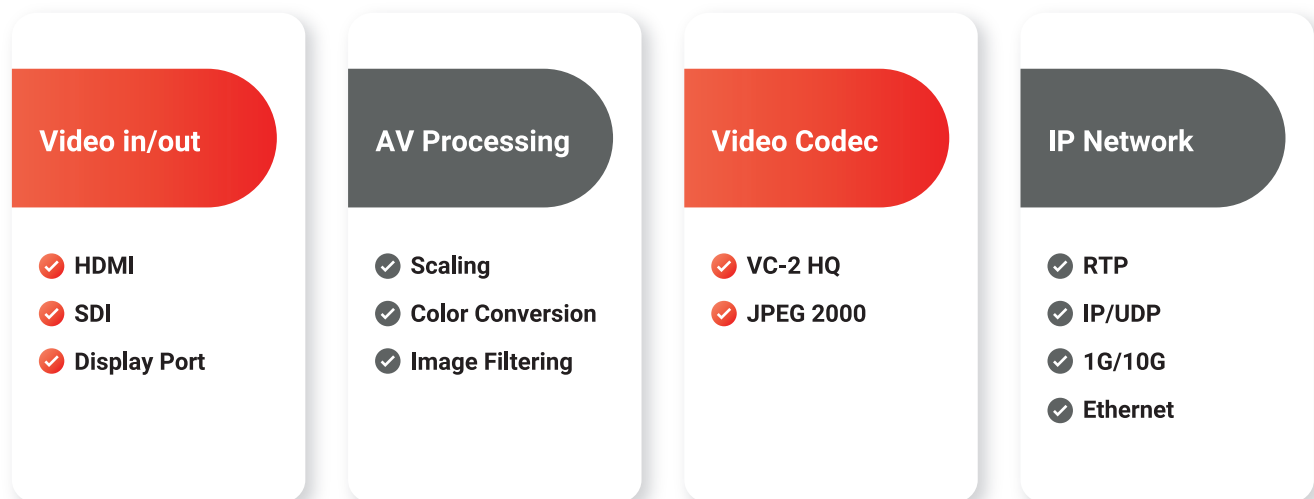 Video in/out
HDMI
SDI
Display Port
AV Processing
Scaling
Color Conversion
Image Filtering
Video Codec
VC-2 HQ
JPEG 2000
IP Network
RTP
IP/UDP
1G/10G
Ethernet